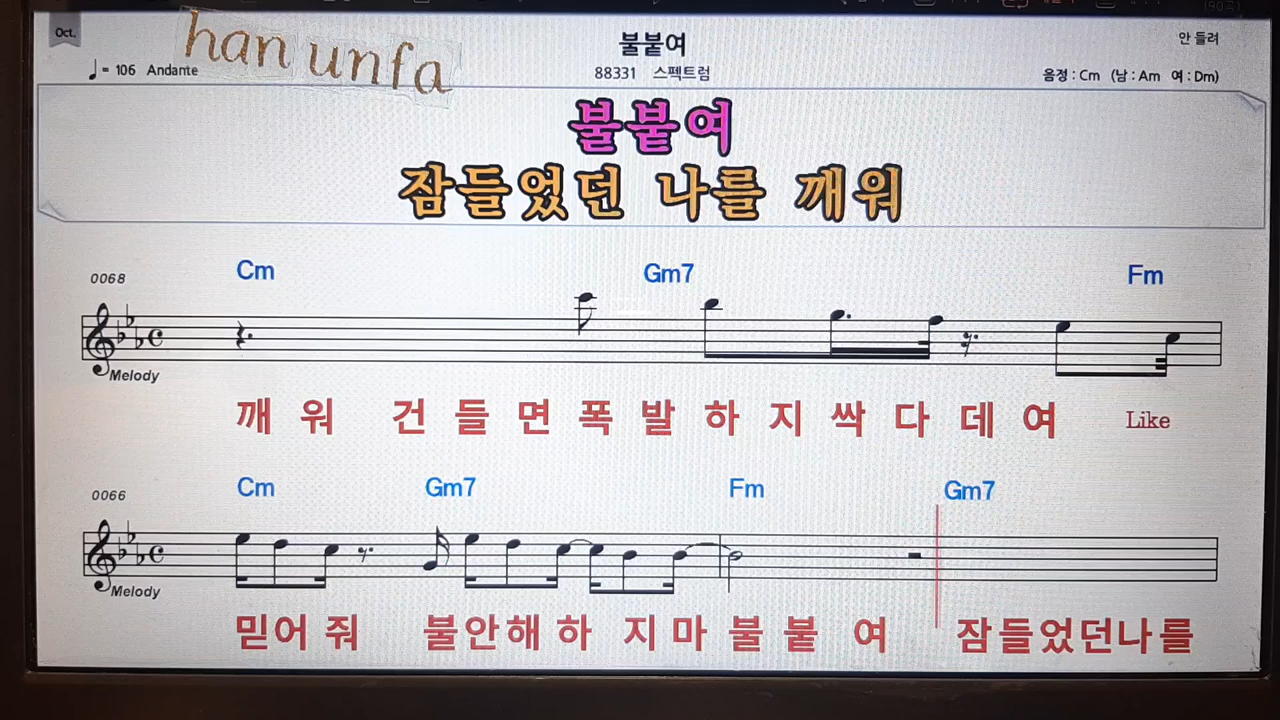 Oct.
han unfa
불붙여
안 들려
♩= 106 Andante
88331 스펙트럼
음정 : Cm (남 : Am 여 : Dm)
불붙여
잠들었던 나를 깨워
0068
Cm Gm7 Fm
Melody
깨 워 건 들 면 폭 발 하 지 싹 다 데 여 Like
0066
Cm Gm7 Fm Gm7
Melody
믿어 줘 불안해 하 지 마 불 붙 여 잠들었던나를